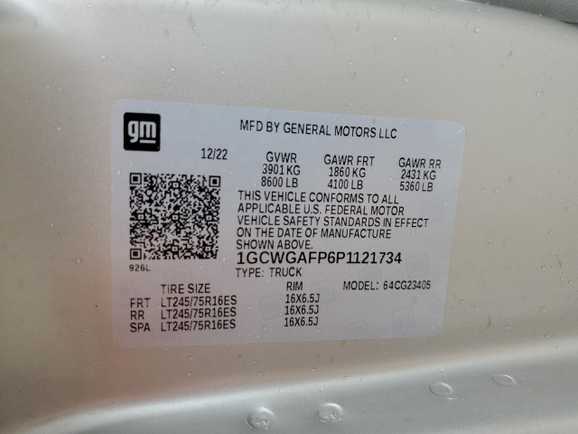 gm
MFD BY GENERAL MOTORS LLC
12/22 GVWR GAWR FRT GAWR RR
3901 KG 1860 KG 2431 KG
8600 LB 4100 LB 5360 LB
THIS VEHICLE CONFORMS TO ALL
APPLICABLE U.S. FEDERAL MOTOR
VEHICLE SAFETY STANDARDS IN EFFECT
ON THE DATE OF MANUFACTURE
SHOWN ABOVE.
1GCWGAFP6P1121734
926L
TYPE: TRUCK
TIRE SIZE RIM MODEL: 64CG23405
FRT LT245/75R16ES 16X6.5J
RR LT245/75R16ES 16X6.5J
SPA LT245/75R16ES 16X6.5J